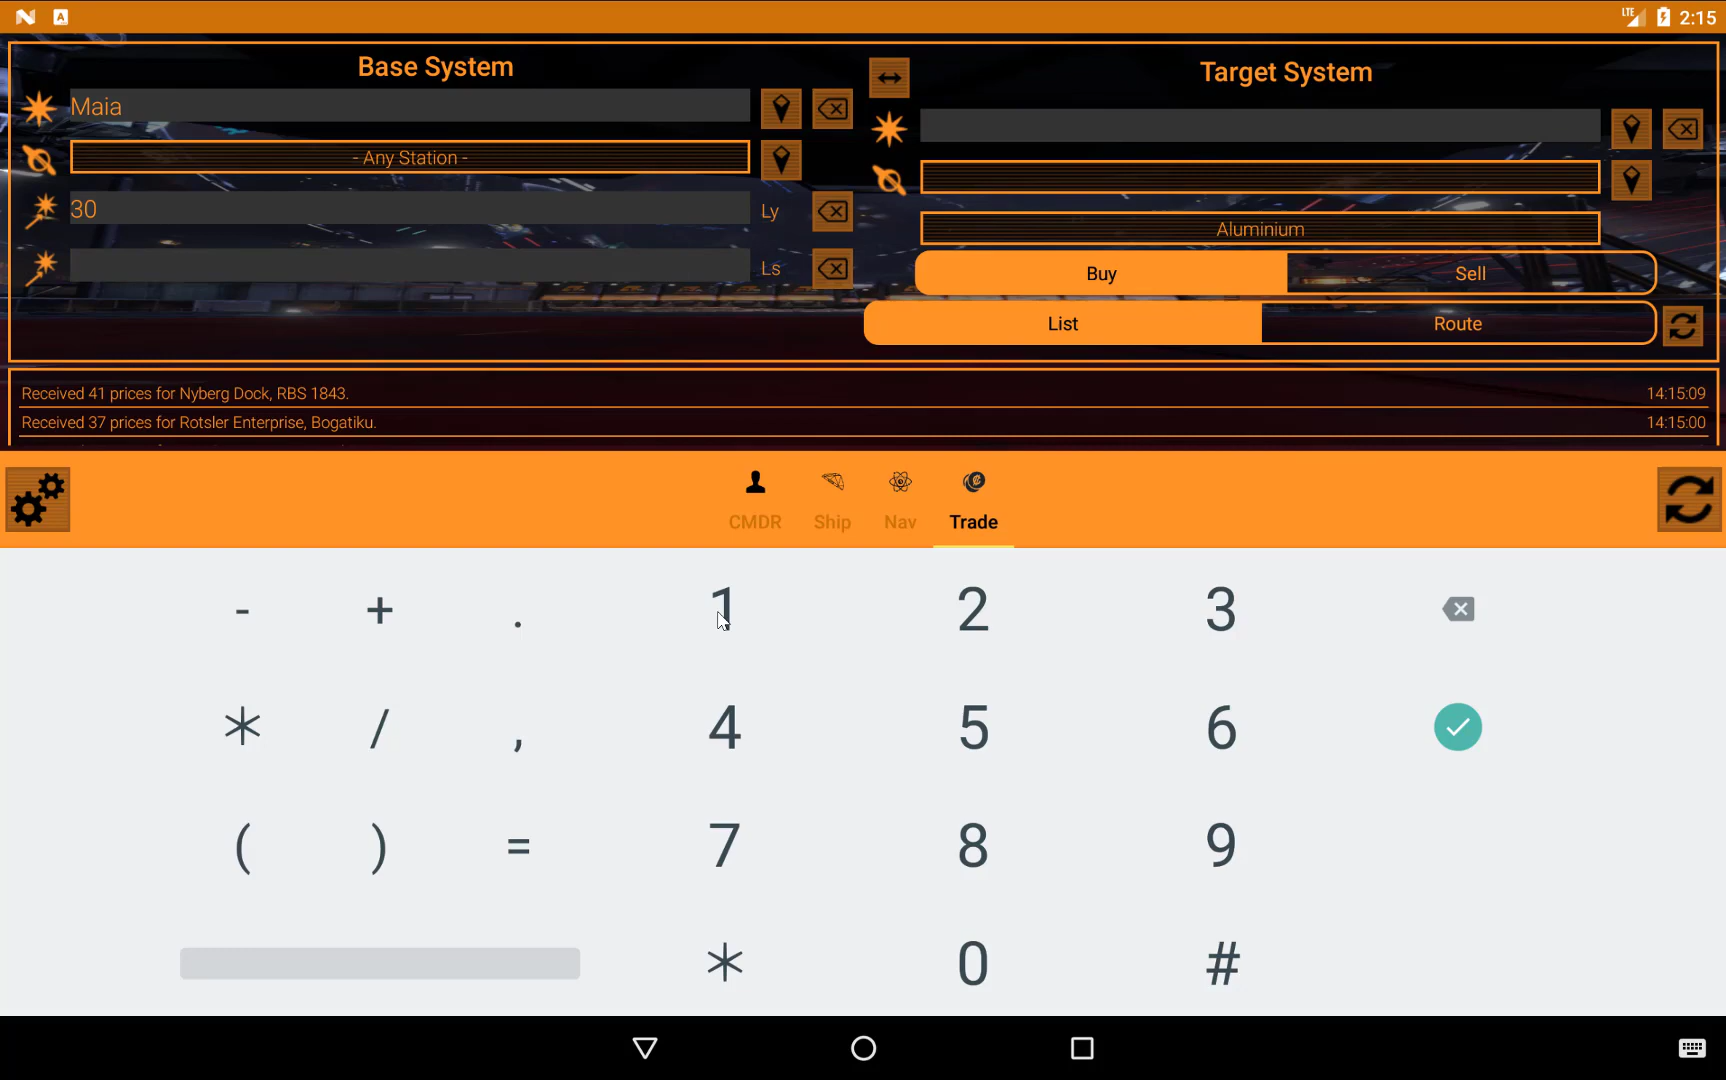 LTE 2:15
Base System
Maia
- Any Station -
30 Ly
Ls
Target System
Aluminium
Buy Sell
List Route
Received 41 prices for Nyberg Dock, RBS 1843. 14:15:09
Received 37 prices for Rotsler Enterprise, Bogatiku. 14:15:00
CMDR Ship Nav Trade
- + . 1 2 3
* / , 4 5 6
( ) = 7 8 9
* 0 #